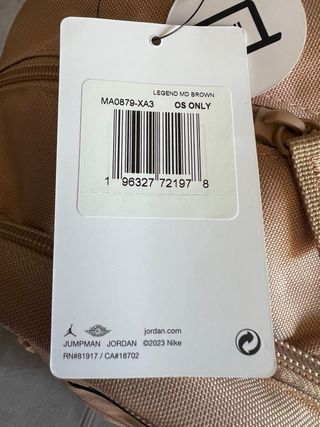 LEGEND MD BROWN
MA0879-XA3 OS ONLY
1 96327 72197 8
jordan.com
JUMPMAN JORDAN ©2023 Nike
RN#81917 / CA#18702